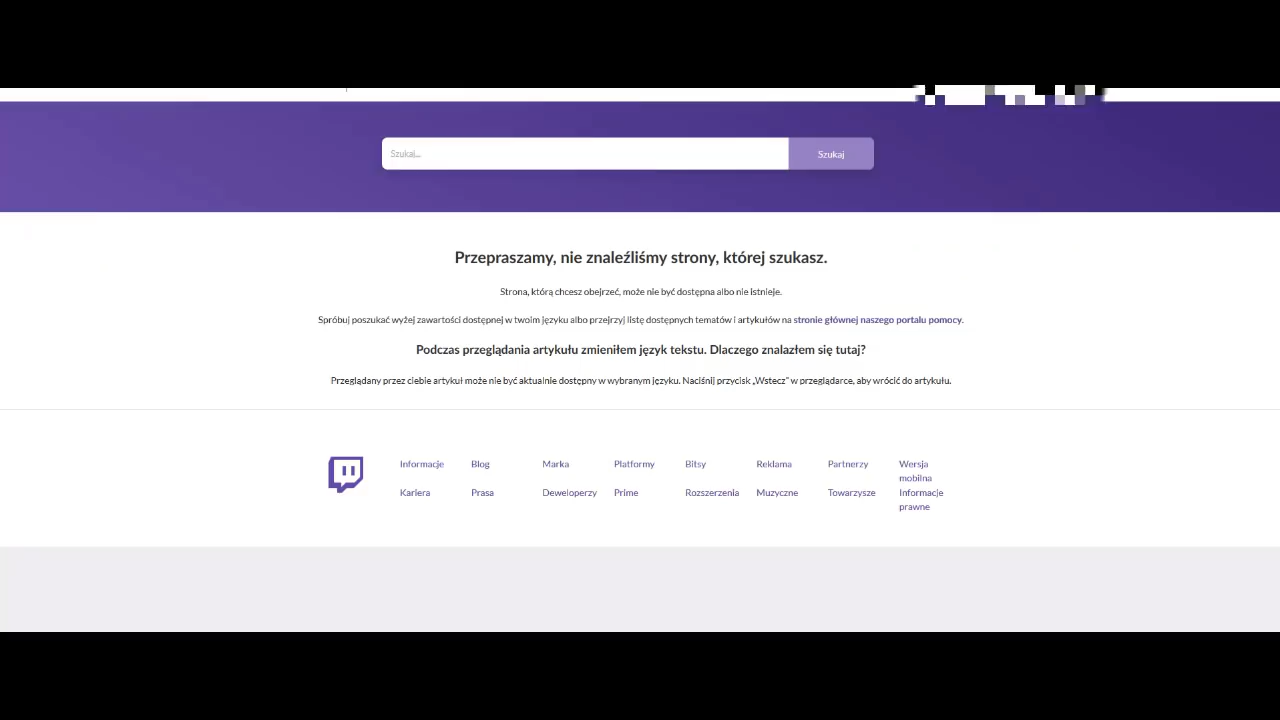 Szukaj...
Szukaj
Przepraszamy, nie znaleźliśmy strony, której szukasz.
Strona, którą chcesz obejrzeć, może nie być dostępna albo nie istnieje.
Spróbuj poszukać wyżej zawartości dostępnej w twoim języku albo przejrzyj listę dostępnych tematów i artykułów na stronie głównej naszego portalu pomocy.
Podczas przeglądania artykułu zmieniłem język tekstu. Dlaczego znalazłem się tutaj?
Przeglądany przez ciebie artykuł może nie być aktualnie dostępny w wybranym języku. Naciśnij przycisk „Wstecz” w przeglądarce, aby wrócić do artykułu.
Informacje Blog Marka Platformy Bitsy Reklama Partnerzy Wersja
mobilna
Kariera Prasa Deweloperzy Prime Rozszerzenia Muzyczne Towarzysze Informacje
prawne